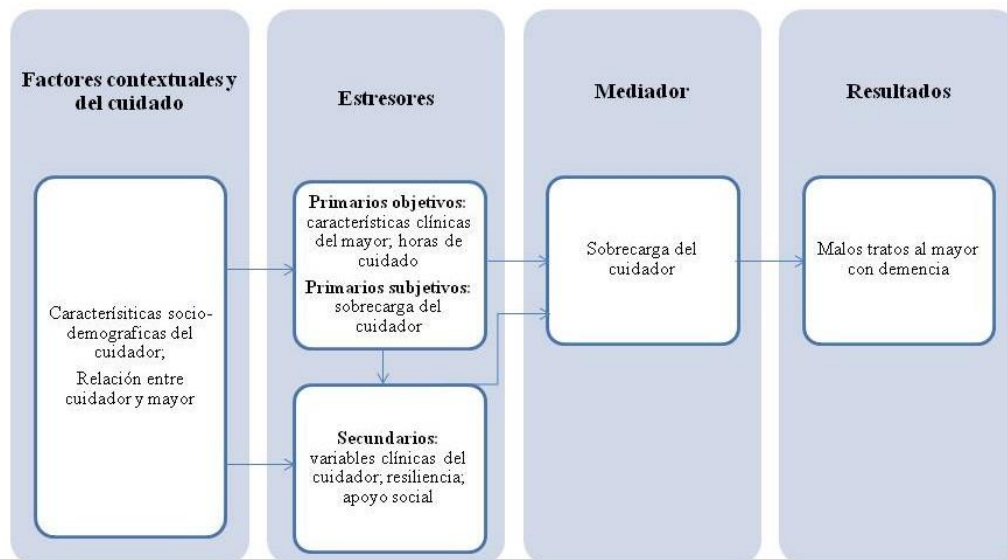 Factores contextuales y
del cuidado
Caracterísiticas socio-
demograficas del
cuidador;
Relación entre
cuidador y mayor
Estresores
Primarios objetivos:
características clínicas
del mayor; horas de
cuidado
Primarios subjetivos:
sobrecarga del
cuidador
Secundarios:
variables clínicas del
cuidador; resiliencia;
apoyo social
Mediador
Sobrecarga del
cuidador
Resultados
Malos tratos al mayor
con demencia